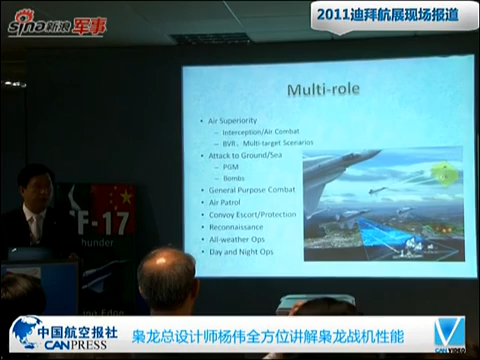 sina新浪 军事
2011迪拜航展现场报道
Multi-role
• Air Superiority
– Interception/Air Combat
– BVR、Multi-target Scenarios
• Attack to Ground/Sea
– PGM
– Bombs
• General Purpose Combat
• Air Patrol
• Convoy Escort/Protection
• Reconnaissance
• All-weather Ops
• Day and Night Ops
F-17
hunder
Edge
中国航空报社
CANPRESS
枭龙总设计师杨伟全方位讲解枭龙战机性能
CANVIDEO